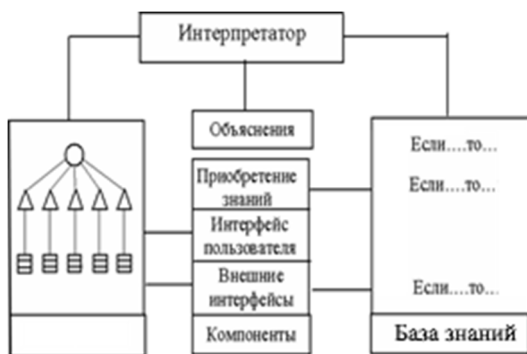 Интерпретатор
Объяснения
Приобретение
знаний
Интерфейс
пользователя
Внешние
интерфейсы
Компоненты
Если....то...
Если....то...
Если....то...
База знаний